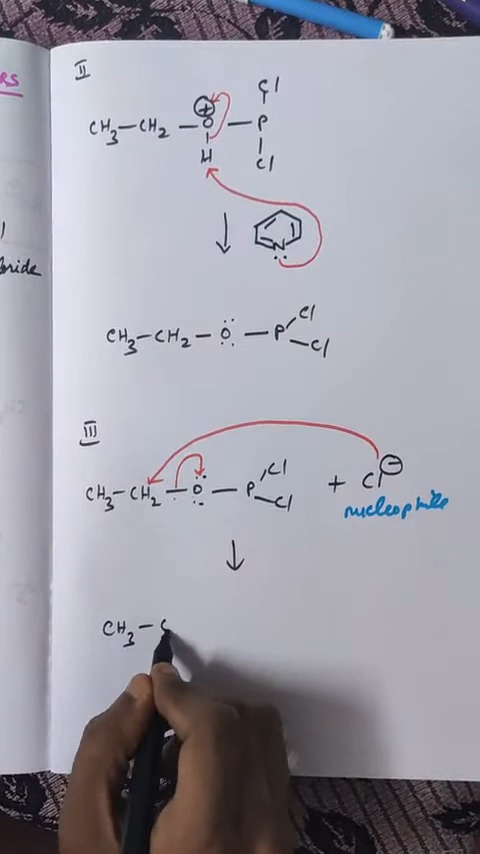 RS
II
Cl
CH3–CH2–O⊕–P
H
Cl
N
CH3–CH2–O–P
Cl
Cl
III
CH3–CH2–O–P
Cl
Cl
+ Cl⊖
nucleophile
CH3–C